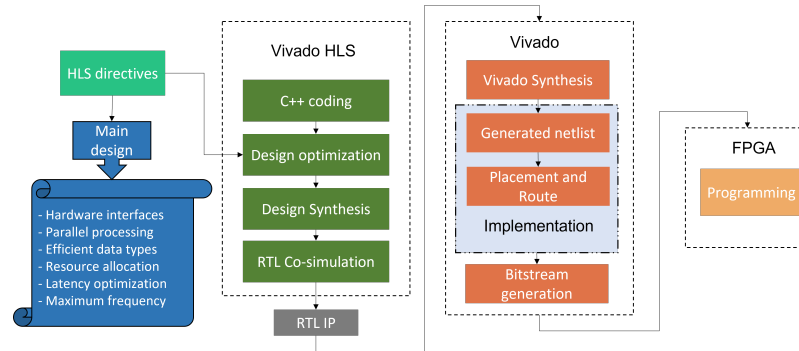 HLS directives
Main
design
- Hardware interfaces
- Parallel processing
- Efficient data types
- Resource allocation
- Latency optimization
- Maximum frequency
Vivado HLS
C++ coding
Design optimization
Design Synthesis
RTL Co-simulation
RTL IP
Vivado
Vivado Synthesis
Generated netlist
Placement and
Route
Implementation
Bitstream
generation
FPGA
Programming